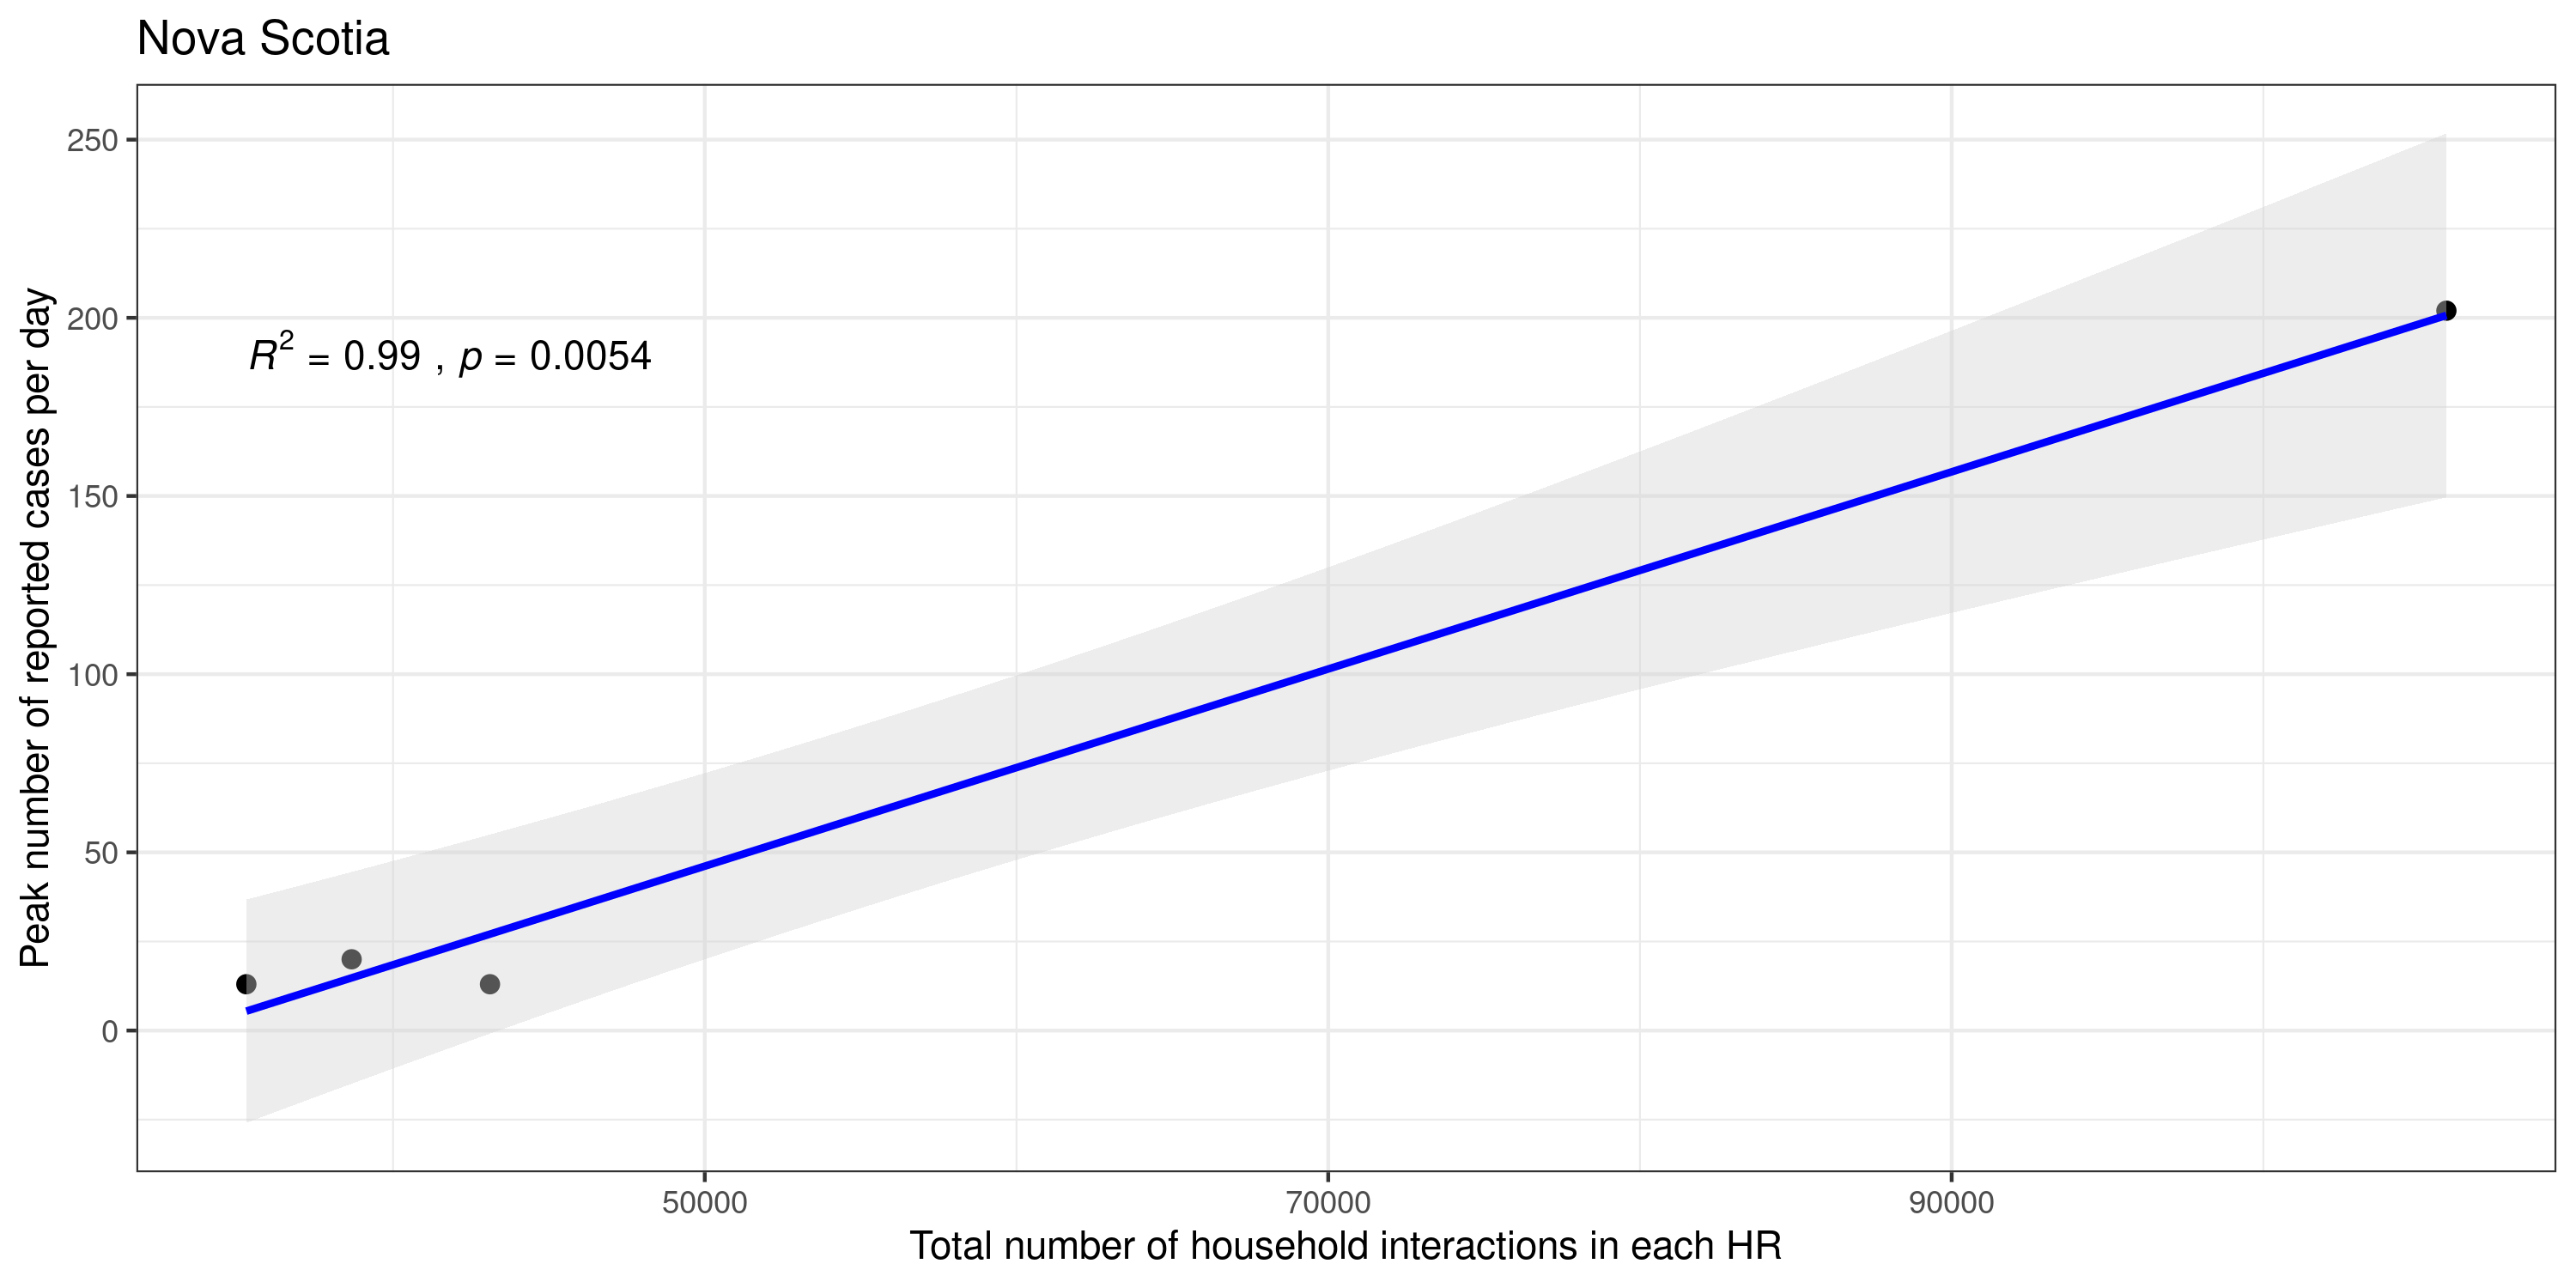 Nova Scotia
Peak number of reported cases per day
250
200
150
100
50
0
R² = 0.99 , p = 0.0054
50000 70000 90000
Total number of household interactions in each HR